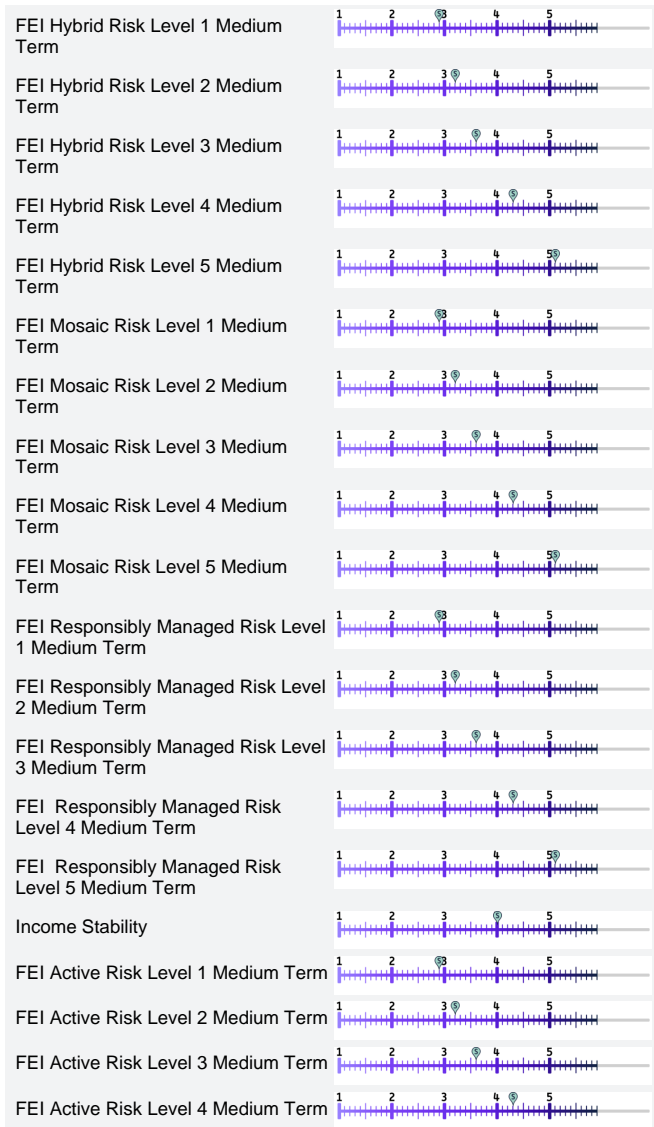 FEI Hybrid Risk Level 1 Medium
Term
1 2 S3 4 5
FEI Hybrid Risk Level 2 Medium
Term
1 2 3 S 4 5
FEI Hybrid Risk Level 3 Medium
Term
1 2 3 S 4 5
FEI Hybrid Risk Level 4 Medium
Term
1 2 3 4 S 5
FEI Hybrid Risk Level 5 Medium
Term
1 2 3 4 5S
FEI Mosaic Risk Level 1 Medium
Term
1 2 S3 4 5
FEI Mosaic Risk Level 2 Medium
Term
1 2 3 S 4 5
FEI Mosaic Risk Level 3 Medium
Term
1 2 3 S 4 5
FEI Mosaic Risk Level 4 Medium
Term
1 2 3 4 S 5
FEI Mosaic Risk Level 5 Medium
Term
1 2 3 4 5S
FEI Responsibly Managed Risk Level
1 Medium Term
1 2 S3 4 5
FEI Responsibly Managed Risk Level
2 Medium Term
1 2 3 S 4 5
FEI Responsibly Managed Risk Level
3 Medium Term
1 2 3 S 4 5
FEI  Responsibly Managed Risk
Level 4 Medium Term
1 2 3 4 S 5
FEI  Responsibly Managed Risk
Level 5 Medium Term
1 2 3 4 5S
Income Stability
1 2 3 S 5
FEI Active Risk Level 1 Medium Term
1 2 S3 4 5
FEI Active Risk Level 2 Medium Term
1 2 3 S 4 5
FEI Active Risk Level 3 Medium Term
1 2 3 S 4 5
FEI Active Risk Level 4 Medium Term
1 2 3 4 S 5